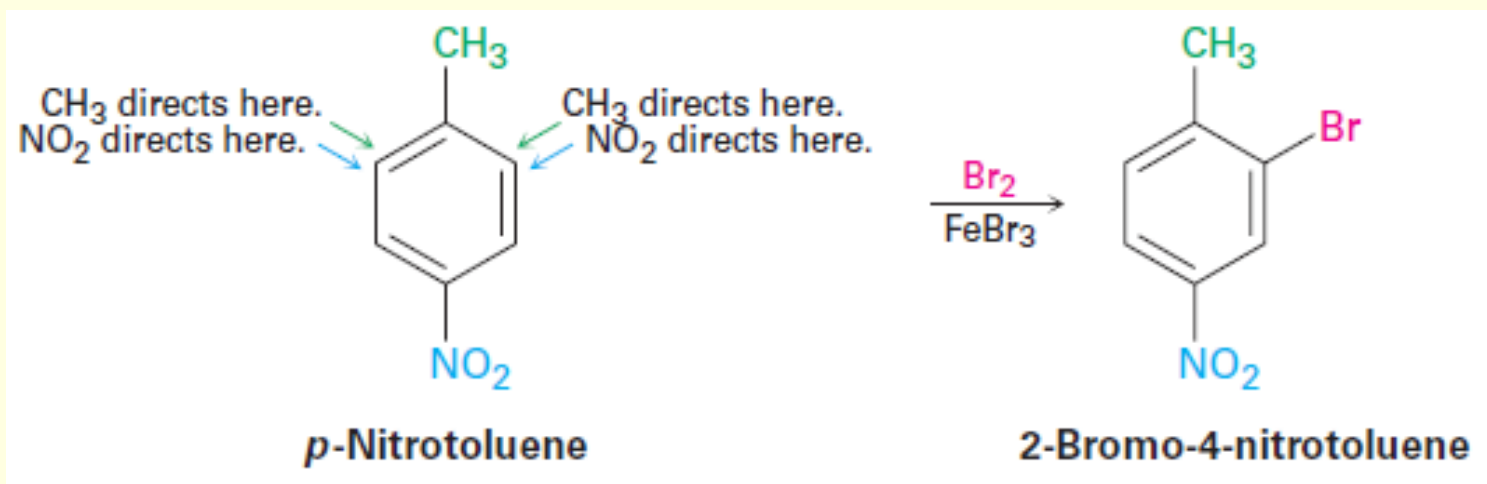 CH3
CH3 directs here.
NO2 directs here.
CH3 directs here.
NO2 directs here.
NO2
p-Nitrotoluene
Br2
FeBr3
CH3
Br
NO2
2-Bromo-4-nitrotoluene